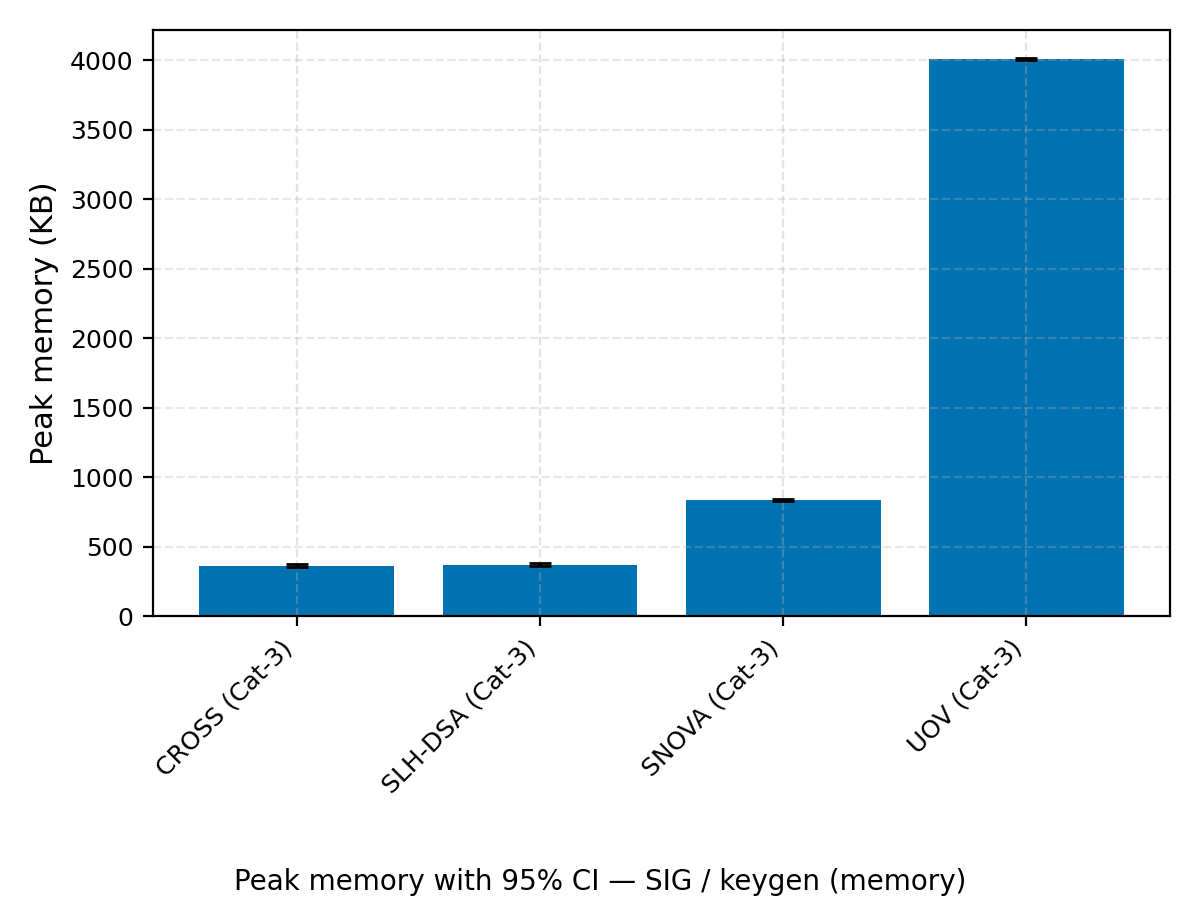 4000
3500
3000
2500
2000
1500
1000
500
0
Peak memory (KB)
CROSS (Cat-3)
SLH-DSA (Cat-3)
SNOVA (Cat-3)
UOV (Cat-3)
Peak memory with 95% CI — SIG / keygen (memory)